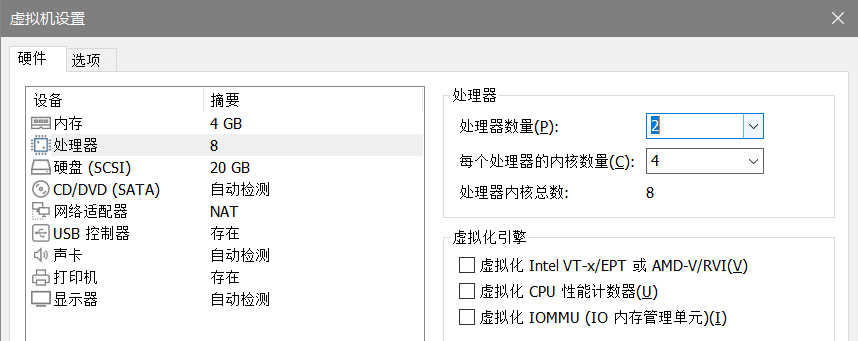 虚拟机设置
硬件 选项
设备 摘要
内存 4 GB
处理器 8
硬盘 (SCSI) 20 GB
CD/DVD (SATA) 自动检测
网络适配器 NAT
USB 控制器 存在
声卡 自动检测
打印机 存在
显示器 自动检测
处理器
处理器数量(P): 2
每个处理器的内核数量(C): 4
处理器内核总数: 8
虚拟化引擎
虚拟化 Intel VT-x/EPT 或 AMD-V/RVI(V)
虚拟化 CPU 性能计数器(U)
虚拟化 IOMMU (IO 内存管理单元)(I)